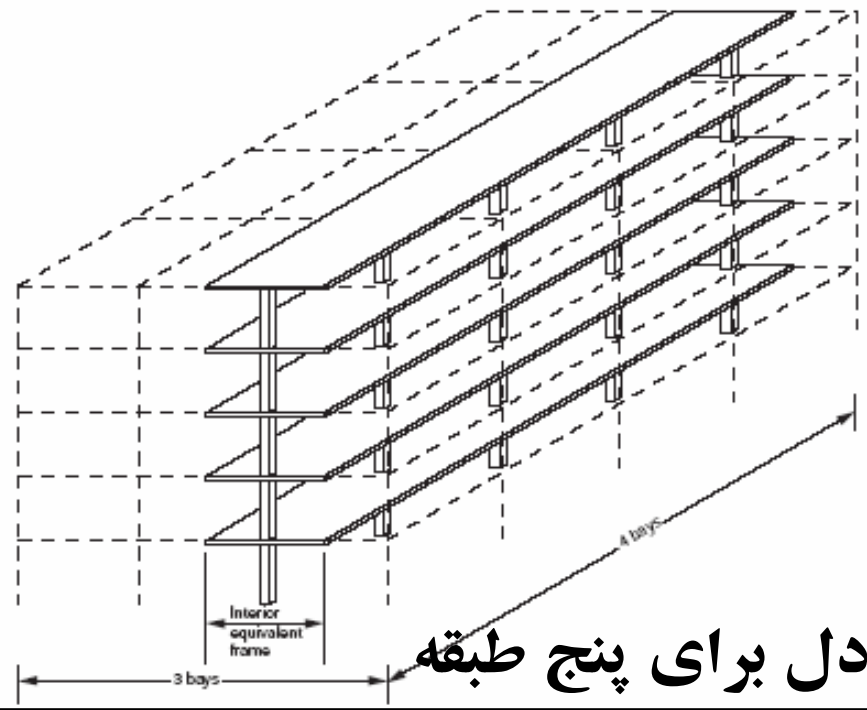 4 bays
Interior
equivalent
frame
3 bays
دل برای پنج طبقه